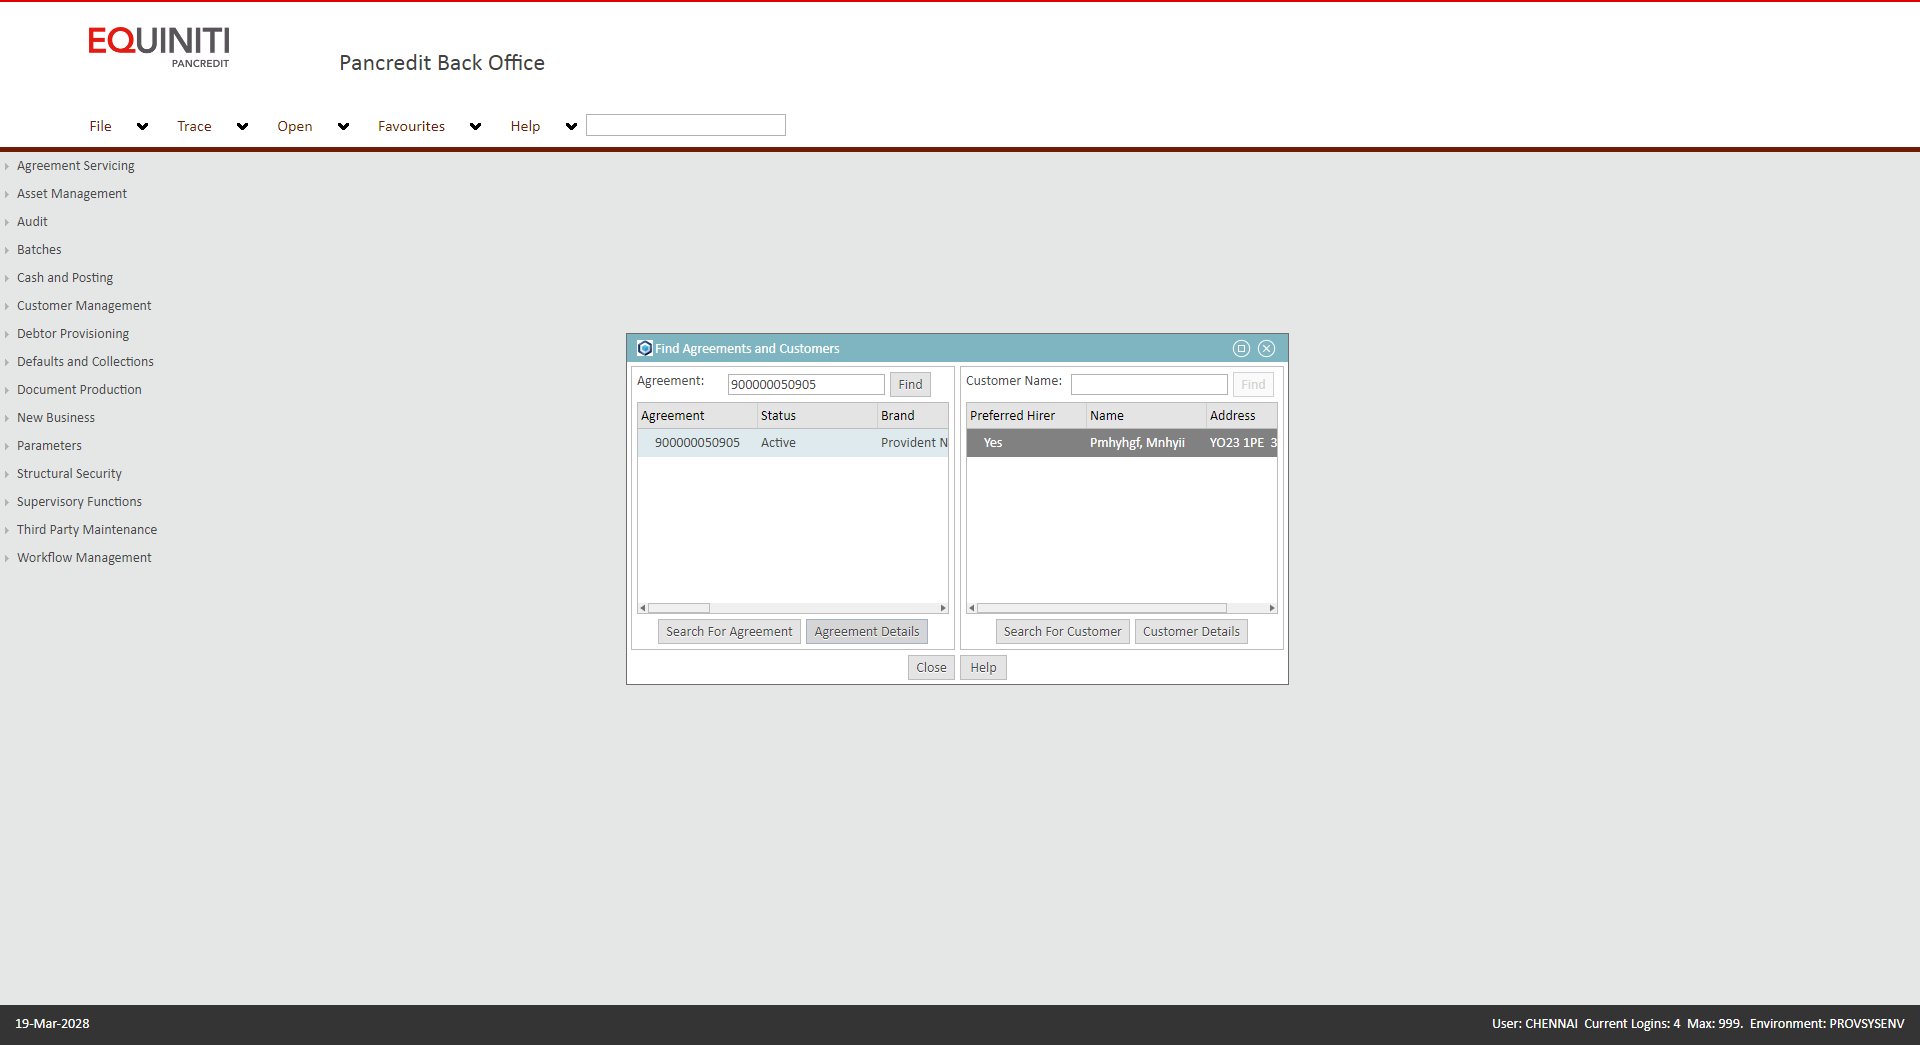 EQUINITI
PANCREDIT
Pancredit Back Office
File Trace Open Favourites Help
Agreement Servicing
Asset Management
Audit
Batches
Cash and Posting
Customer Management
Debtor Provisioning
Defaults and Collections
Document Production
New Business
Parameters
Structural Security
Supervisory Functions
Third Party Maintenance
Workflow Management
Find Agreements and Customers
Agreement: 900000050905 Find
Agreement Status Brand
900000050905 Active Provident N
Search For Agreement Agreement Details
Customer Name: Find
Preferred Hirer Name Address
Yes Pmhyhgf, Mnhyii YO23 1PE 3
Search For Customer Customer Details
Close Help
19-Mar-2028
User: CHENNAI Current Logins: 4 Max: 999. Environment: PROVSYSENV